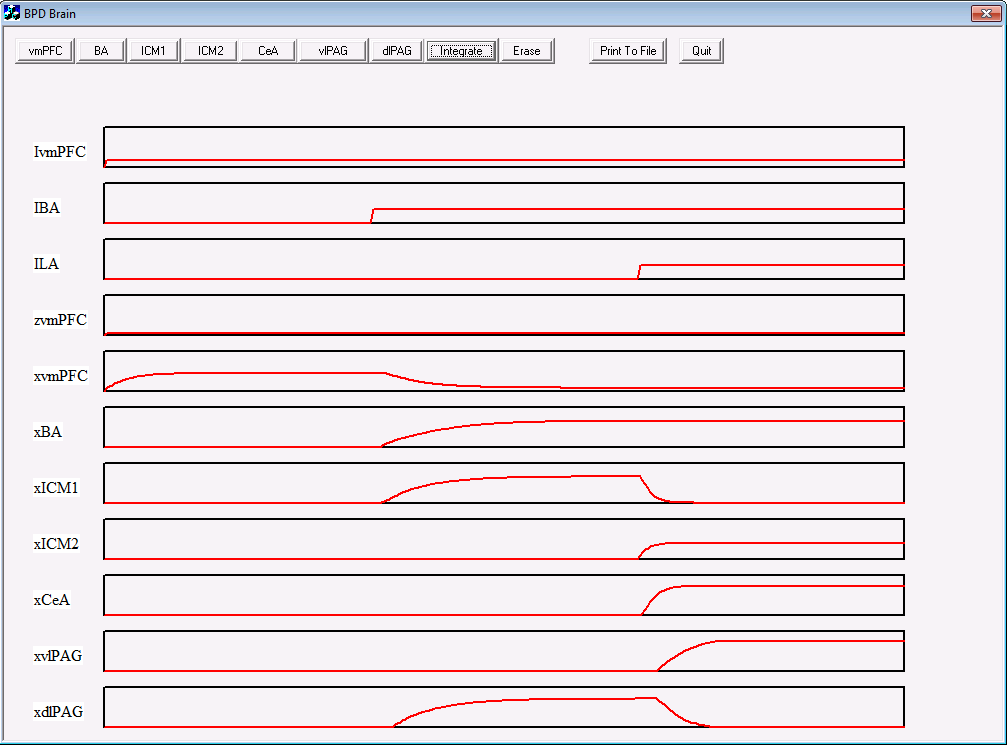 BPD Brain
vmPFC BA ICM1 ICM2 CeA vlPAG dlPAG Integrate Erase Print To File Quit
IvmPFC
IBA
ILA
zvmPFC
xvmPFC
xBA
xICM1
xICM2
xCeA
xvlPAG
xdlPAG